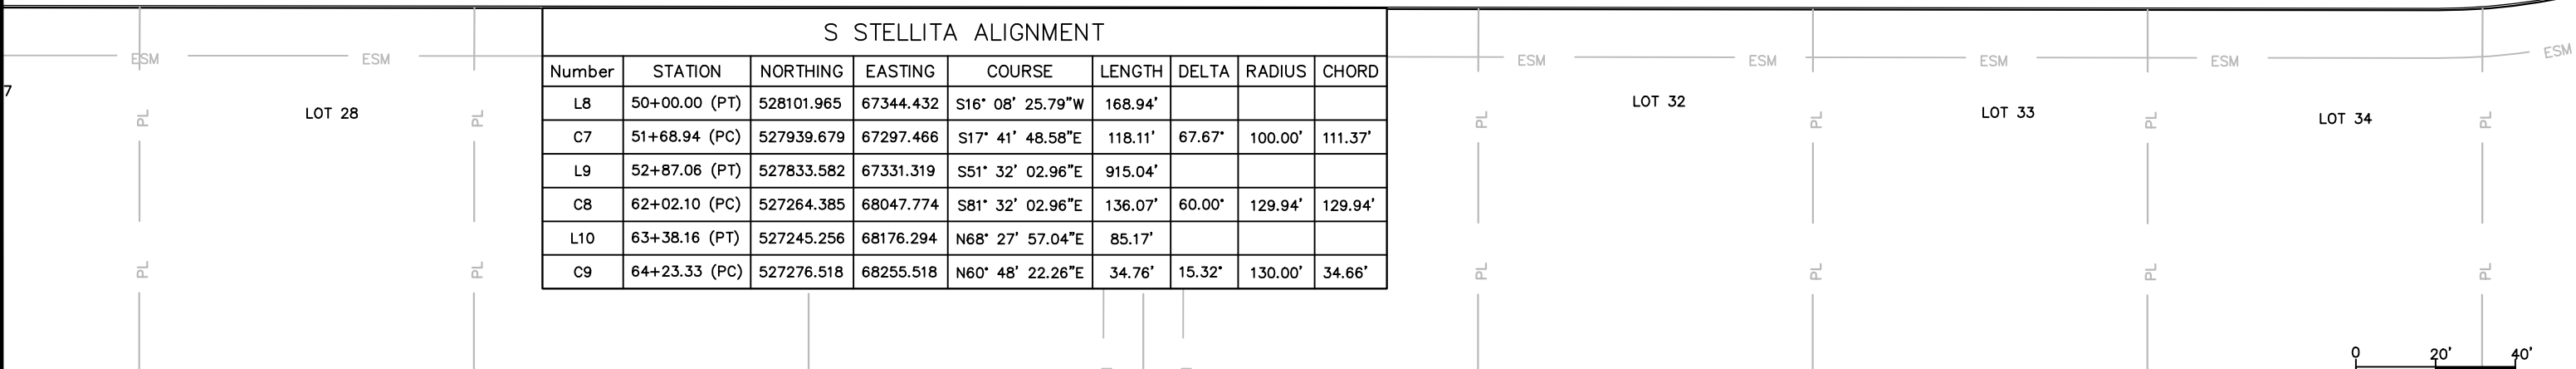 S STELLITA ALIGNMENT
Number STATION NORTHING EASTING COURSE LENGTH DELTA RADIUS CHORD
L8 50+00.00 (PT) 528101.965 67344.432 S16° 08' 25.79"W 168.94'
C7 51+68.94 (PC) 527939.679 67297.466 S17° 41' 48.58"E 118.11' 67.67° 100.00' 111.37'
L9 52+87.06 (PT) 527833.582 67331.319 S51° 32' 02.96"E 915.04'
C8 62+02.10 (PC) 527264.385 68047.774 S81° 32' 02.96"E 136.07' 60.00° 129.94' 129.94'
L10 63+38.16 (PT) 527245.256 68176.294 N68° 27' 57.04"E 85.17'
C9 64+23.33 (PC) 527276.518 68255.518 N60° 48' 22.26"E 34.76' 15.32° 130.00' 34.66'
ESM ESM ESM ESM ESM ESM ESM
7 LOT 28 LOT 32 LOT 33 LOT 34
PL PL PL PL PL PL
PL PL PL PL PL PL
0 20' 40'